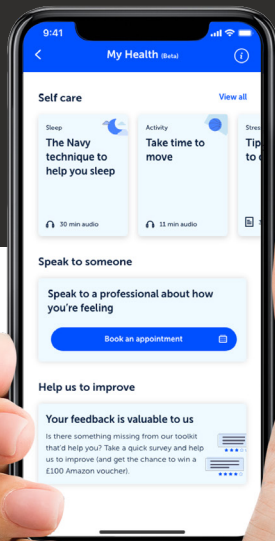 9:41
My Health (Beta)
Self care
View all
Sleep
The Navy
technique to
help you sleep
30 min audio
Activity
Take time to
move
11 min audio
Stres
Tip
to
Speak to someone
Speak to a professional about how
you're feeling
Book an appointment
Help us to improve
Your feedback is valuable to us
Is there something missing from our toolkit
that'd help you? Take a quick survey and help
us to improve (and get the chance to win a
£100 Amazon voucher).